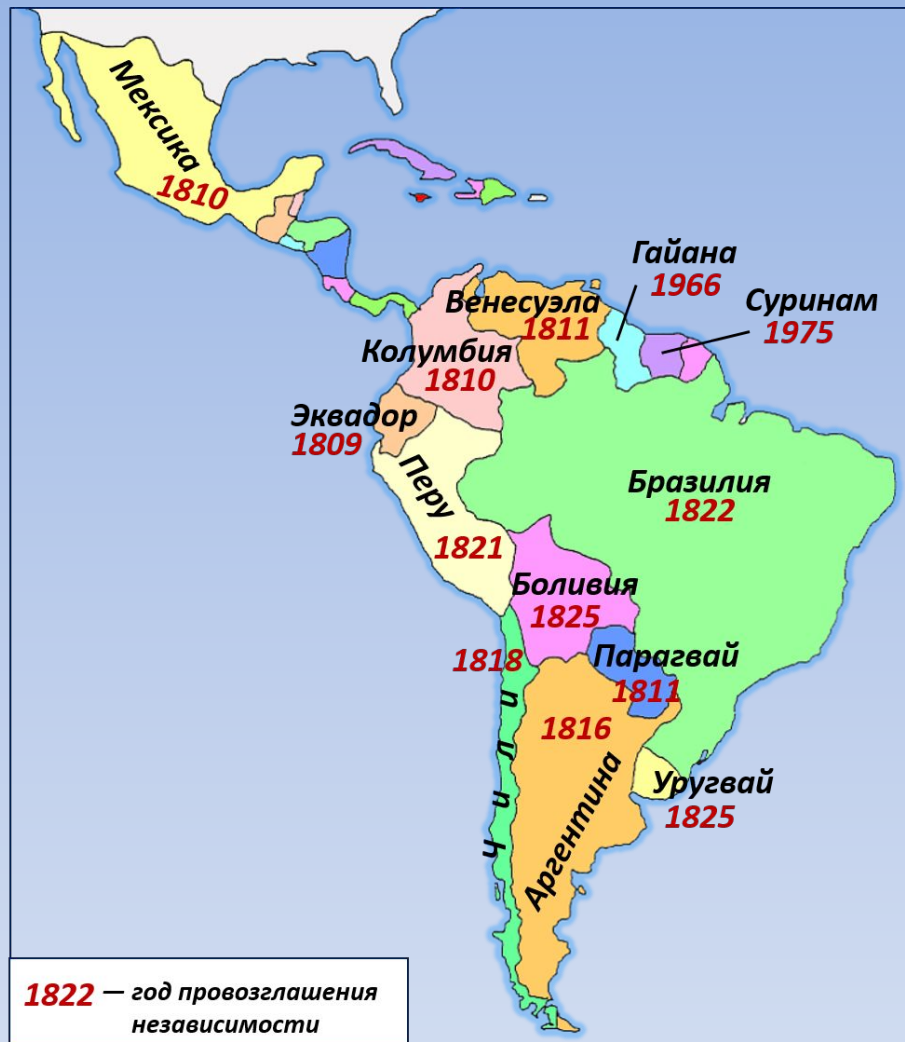 Мексика
1810
Гайана
1966
Суринам
1975
Венесуэла
1811
Колумбия
1810
Эквадор
1809
Перу
1821
Бразилия
1822
Боливия
1825
Парагвай
1811
1818
Чили
1816
Аргентина
Уругвай
1825
1822 — год провозглашения
независимости